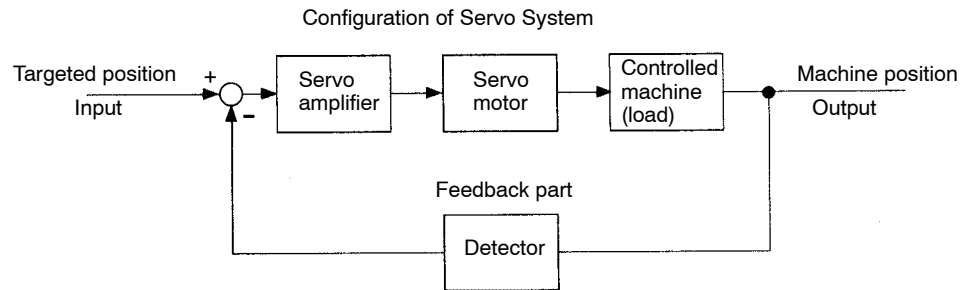 Configuration of Servo System
Targeted position
Input
+
-
Servo
amplifier
Servo
motor
Controlled
machine
(load)
Machine position
Output
Feedback part
Detector